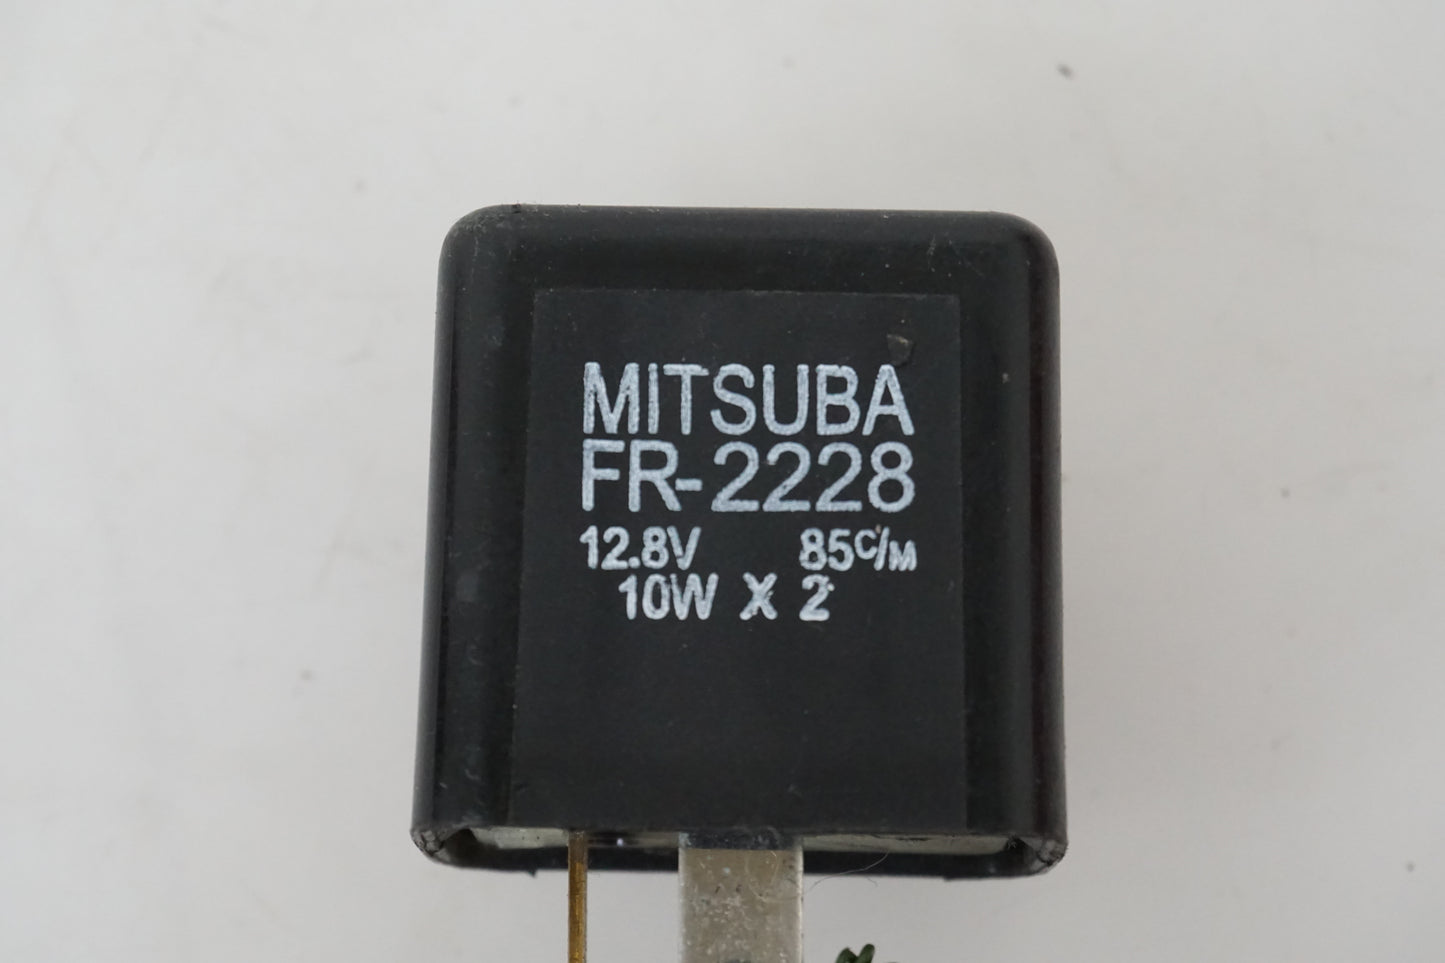 MITSUBA
FR-2228
12.8V 85C/M
10W X 2